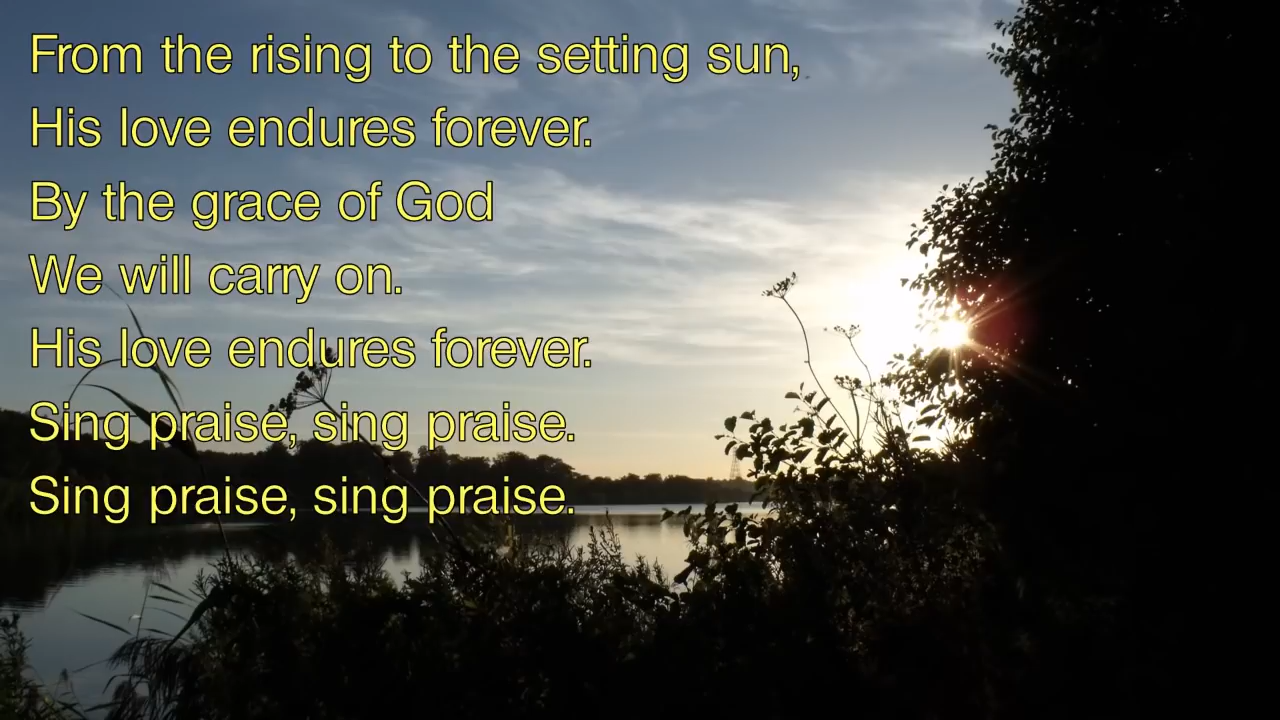 From the rising to the setting sun,
His love endures forever.
By the grace of God
We will carry on.
His love endures forever.
Sing praise, sing praise.
Sing praise, sing praise.